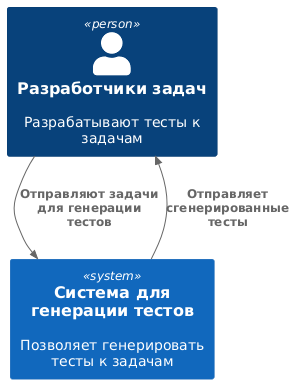 «person»
Разработчики задач
Разрабатывают тесты к
задачам
Отправляют задачи
для генерации
тестов
Отправляет
сгенерированные
тесты
«system»
Система для
генерации тестов
Позволяет генерировать
тесты к задачам